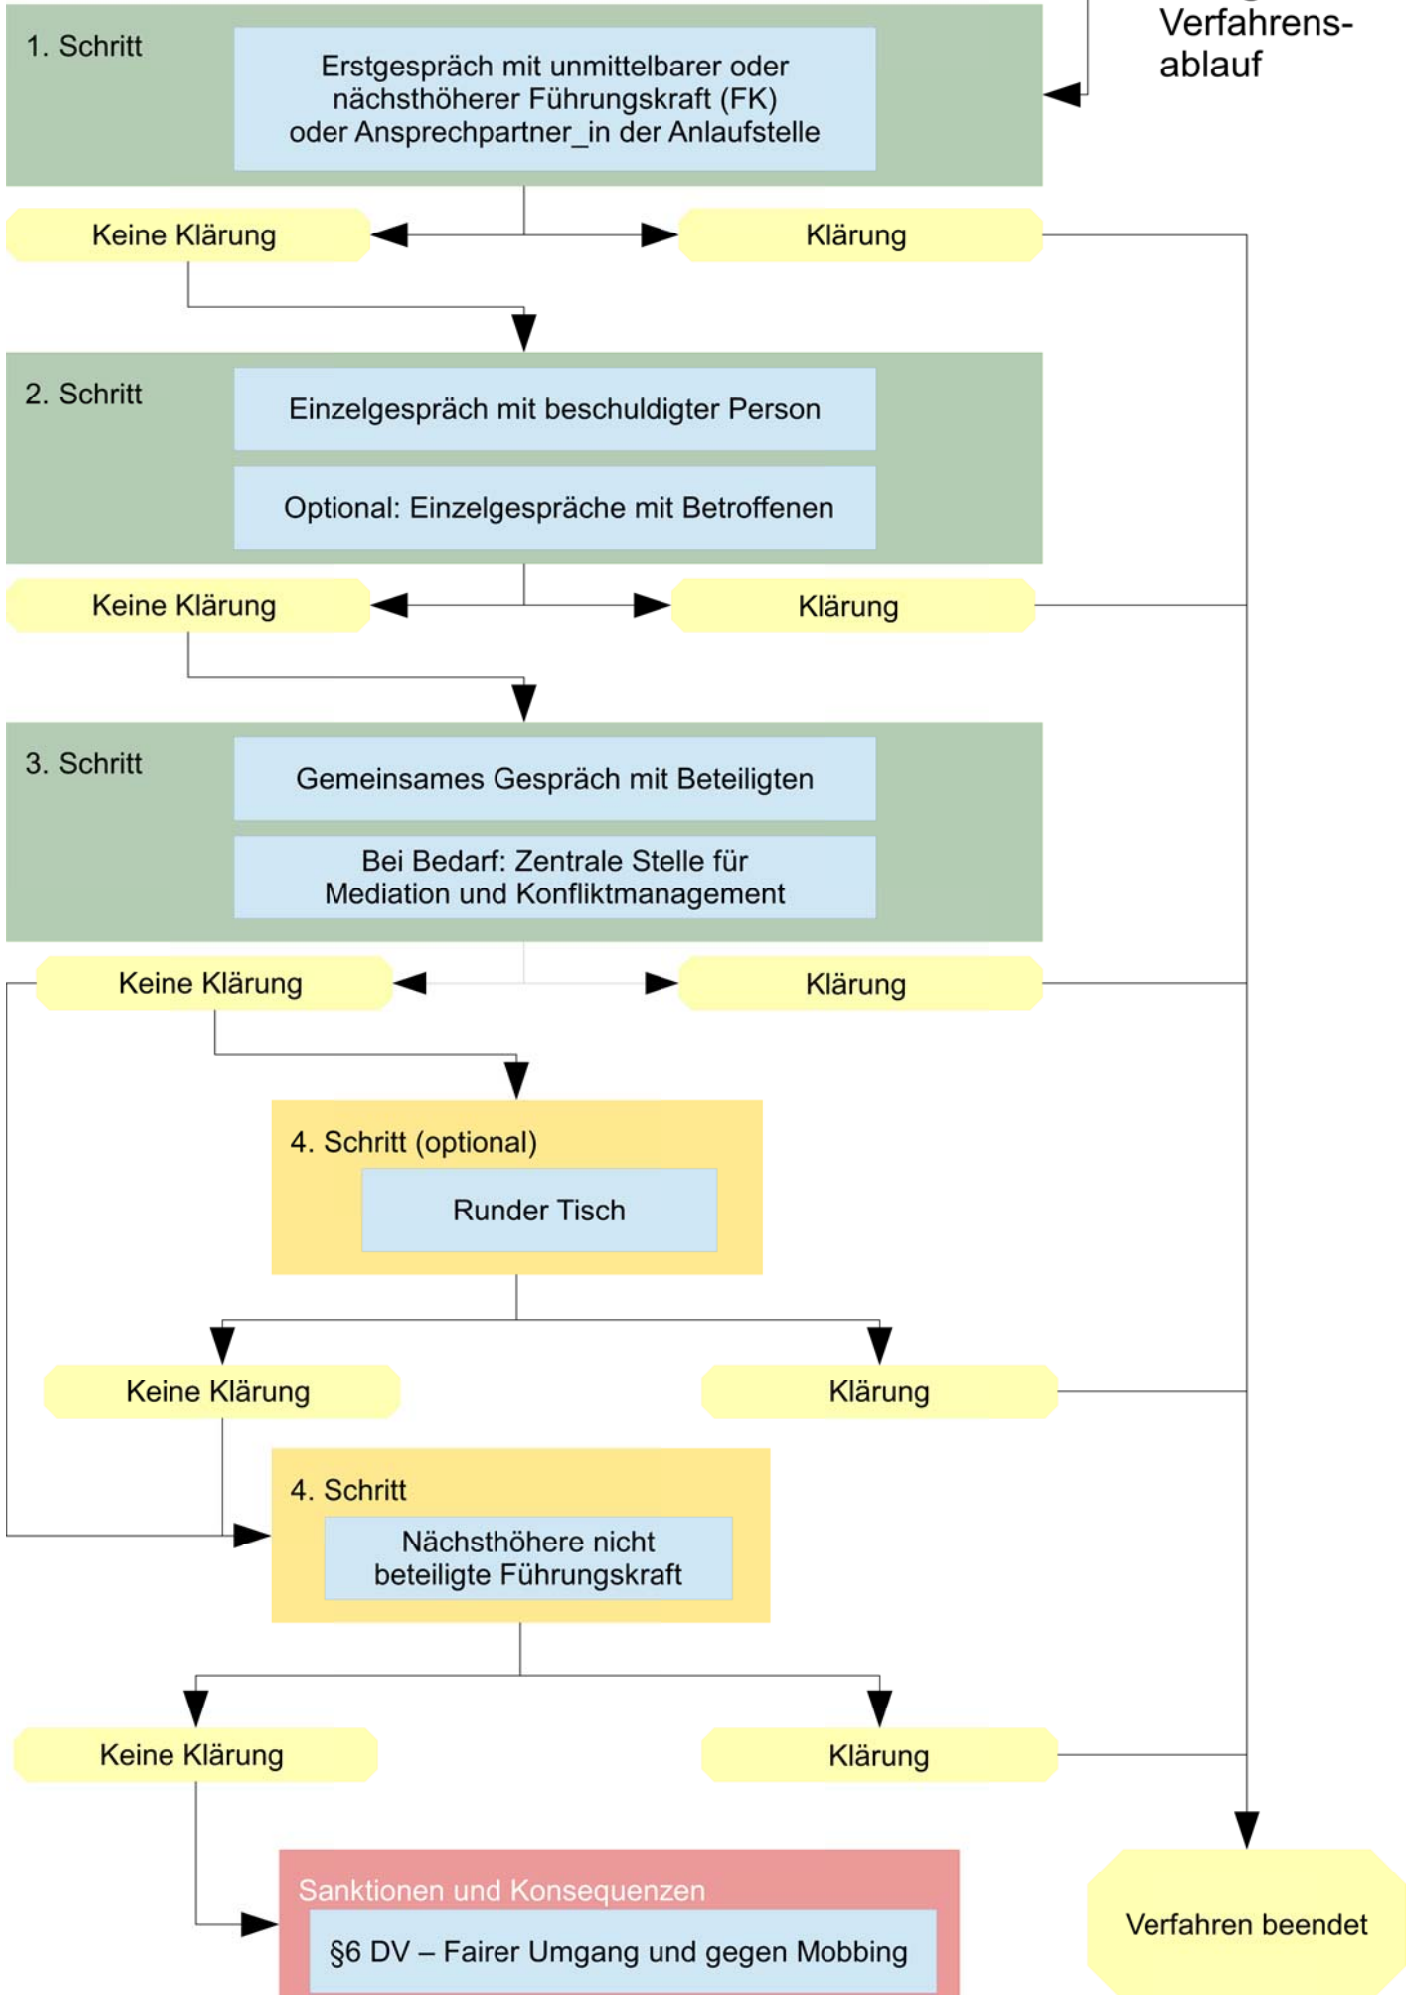 Verfahrens-
ablauf
1. Schritt
Erstgespräch mit unmittelbarer oder
nächsthöherer Führungskraft (FK)
oder Ansprechpartner_in der Anlaufstelle
Keine Klärung
Klärung
2. Schritt
Einzelgespräch mit beschuldigter Person
Optional: Einzelgespräche mit Betroffenen
Keine Klärung
Klärung
3. Schritt
Gemeinsames Gespräch mit Beteiligten
Bei Bedarf: Zentrale Stelle für
Mediation und Konfliktmanagement
Keine Klärung
Klärung
4. Schritt (optional)
Runder Tisch
Keine Klärung
Klärung
4. Schritt
Nächsthöhere nicht
beteiligte Führungskraft
Keine Klärung
Klärung
Sanktionen und Konsequenzen
§6 DV – Fairer Umgang und gegen Mobbing
Verfahren beendet